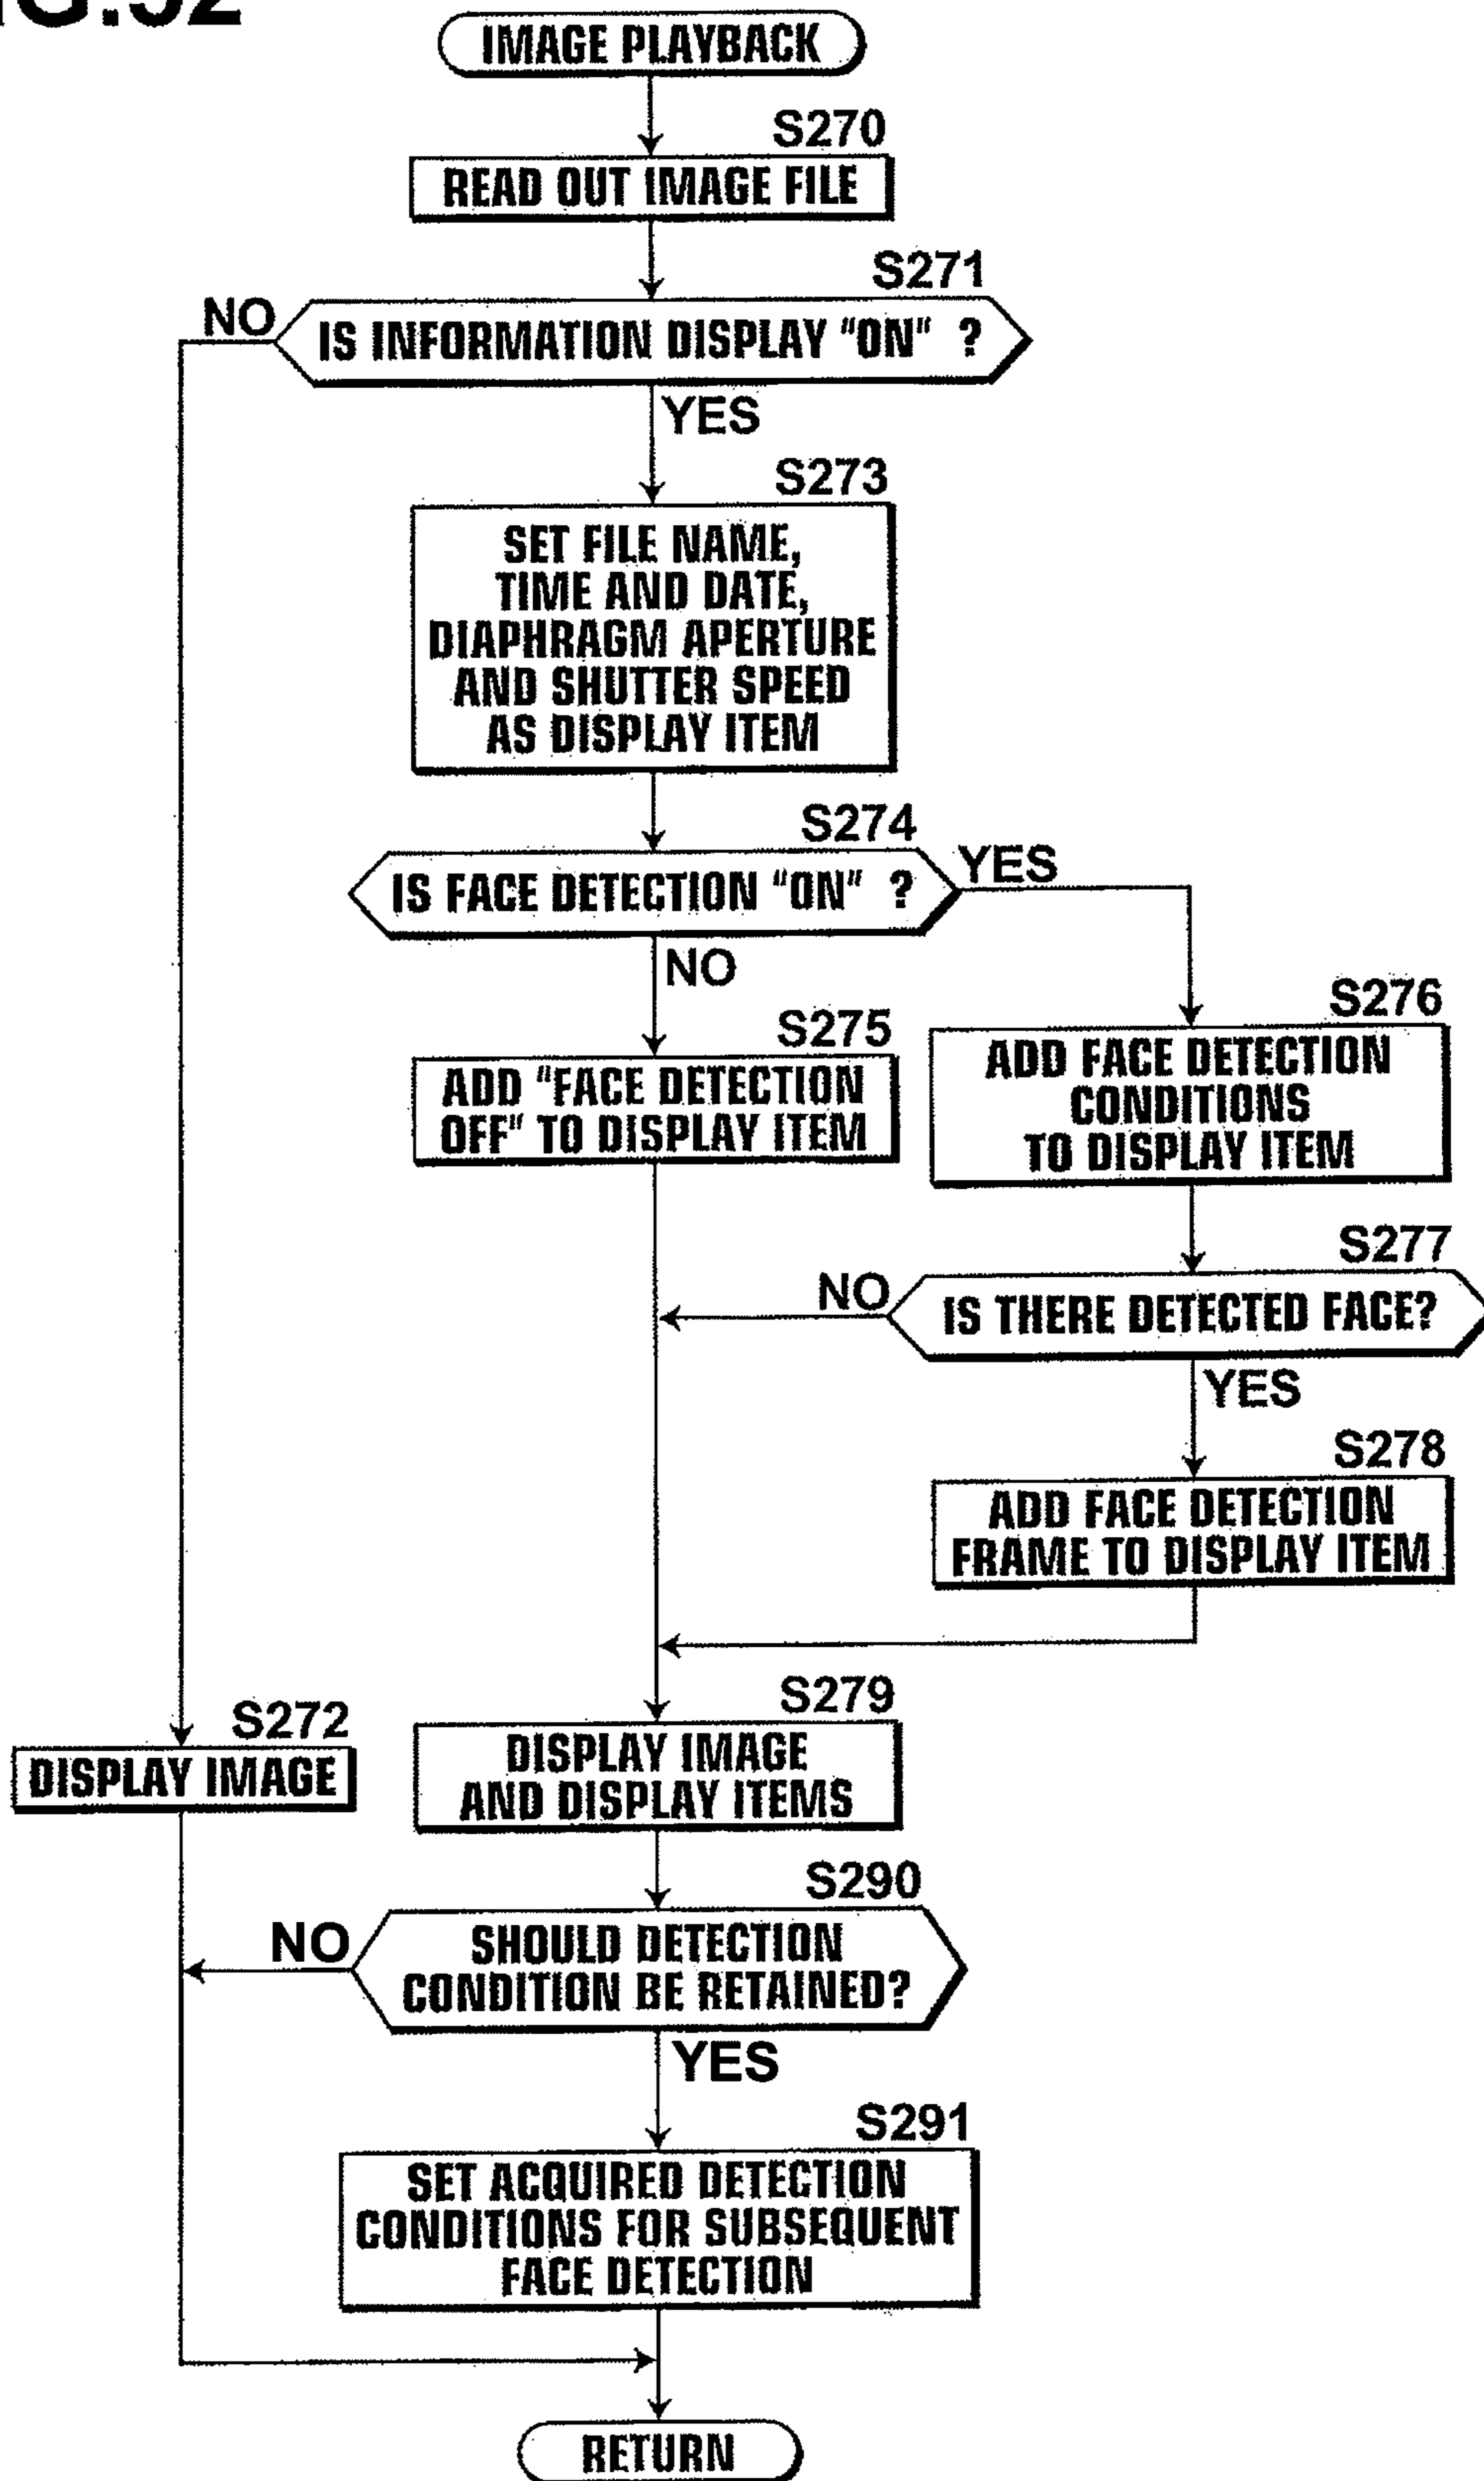 G.52
IMAGE PLAYBACK
S270
READ OUT IMAGE FILE
S271
NO
IS INFORMATION DISPLAY "ON" ?
YES
S273
SET FILE NAME,
TIME AND DATE,
DIAPHRAGM APERTURE
AND SHUTTER SPEED
AS DISPLAY ITEM
S274
IS FACE DETECTION "ON" ?
YES
NO
S275
ADD "FACE DETECTION
OFF" TO DISPLAY ITEM
S276
ADD FACE DETECTION
CONDITIONS
TO DISPLAY ITEM
S277
NO
IS THERE DETECTED FACE?
YES
S278
ADD FACE DETECTION
FRAME TO DISPLAY ITEM
S272
DISPLAY IMAGE
S279
DISPLAY IMAGE
AND DISPLAY ITEMS
S290
NO
SHOULD DETECTION
CONDITION BE RETAINED?
YES
S291
SET ACQUIRED DETECTION
CONDITIONS FOR SUBSEQUENT
FACE DETECTION
RETURN